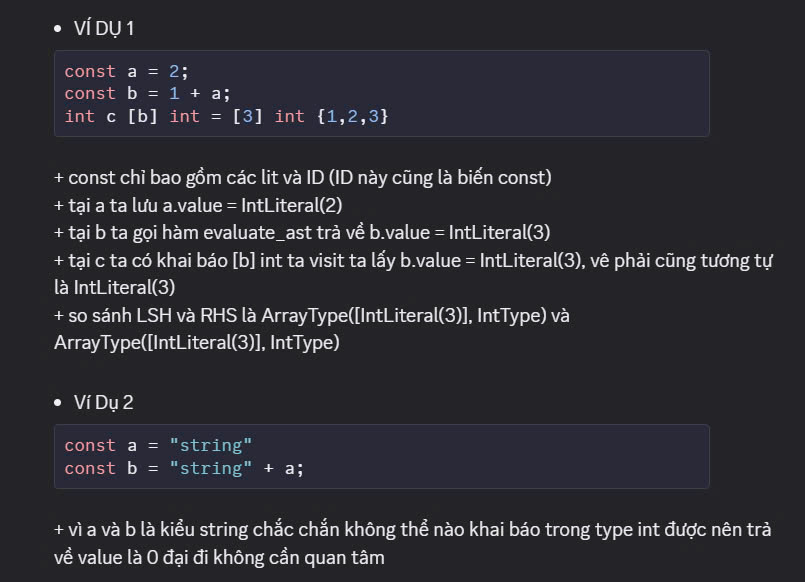 • VÍ DỤ 1
const a = 2;
const b = 1 + a;
int c [b] int = [3] int {1,2,3}
+ const chỉ bao gồm các lit và ID (ID này cũng là biến const)
+ tại a ta lưu a.value = IntLiteral(2)
+ tại b ta gọi hàm evaluate_ast trả về b.value = IntLiteral(3)
+ tại c ta có khai báo [b] int ta visit ta lấy b.value = IntLiteral(3), vê phải cũng tương tự
là IntLiteral(3)
+ so sánh LSH và RHS là ArrayType([IntLiteral(3)], IntType) và
ArrayType([IntLiteral(3)], IntType)
• Ví Dụ 2
const a = "string"
const b = "string" + a;
+ vì a và b là kiểu string chắc chắn không thể nào khai báo trong type int được nên trả
về value là 0 đại đi không cần quan tâm